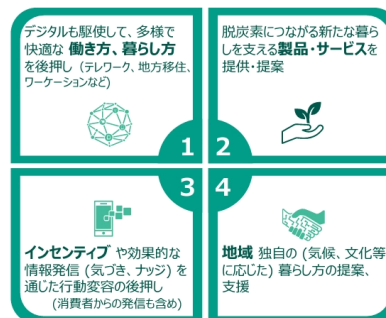 デジタルも駆使して、多様で
快適な 働き方、暮らし方
を後押し（テレワーク、地方移住、
ワーケーションなど)
1
脱炭素につながる新たな暮ら
しを支える製品・サービスを
提供・提案
2
3
インセンティブ や効果的な
情報発信 (気づき、ナッジ) を
通じた行動変容の後押し
(消費者からの発信も含め)
4
地域 独自の (気候、文化等
に応じた) 暮らし方の提案、
支援